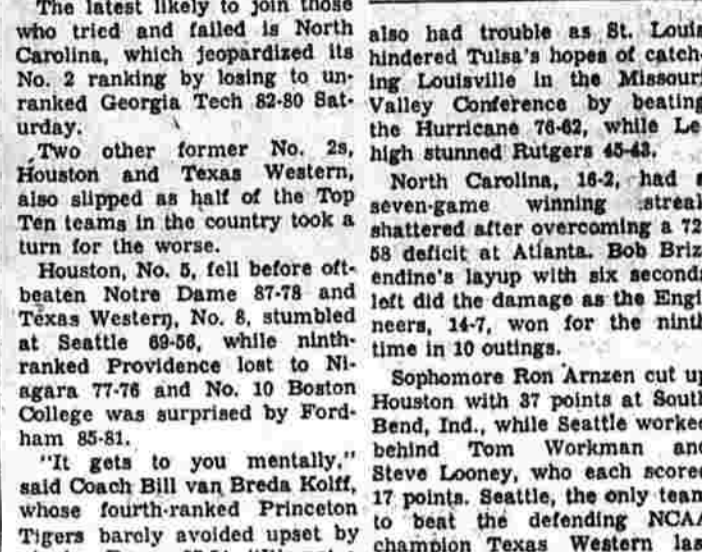 The latest likely to join those
who tried and failed is North
Carolina, which jeopardized its
No. 2 ranking by losing to un-
ranked Georgia Tech 82-80 Sat-
urday.
Two other former No. 2s,
Houston and Texas Western,
also slipped as half of the Top
Ten teams in the country took a
turn for the worse.
Houston, No. 5, fell before oft-
beaten Notre Dame 87-78 and
Texas Western, No. 8, stumbled
at Seattle 69-56, while ninth-
ranked Providence lost to Ni-
agara 77-76 and No. 10 Boston
College was surprised by Ford-
ham 85-81.
"It gets to you mentally,"
said Coach Bill van Breda Kolff,
whose fourth-ranked Princeton
Tigers barely avoided upset by
also had trouble as St. Louis
hindered Tulsa's hopes of catch-
ing Louisville in the Missouri
Valley Conference by beating
the Hurricane 76-62, while Le-
high stunned Rutgers 45-43.
North Carolina, 16-2, had a
seven-game winning streak
shattered after overcoming a 72-
58 deficit at Atlanta. Bob Briz-
endine's layup with six seconds
left did the damage as the Engi-
neers, 14-7, won for the ninth
time in 10 outings.
Sophomore Ron Arnzen cut up
Houston with 37 points at South
Bend, Ind., while Seattle worked
behind Tom Workman and
Steve Looney, who each scored
17 points. Seattle, the only team
to beat the defending NCAA
champion Texas Western last